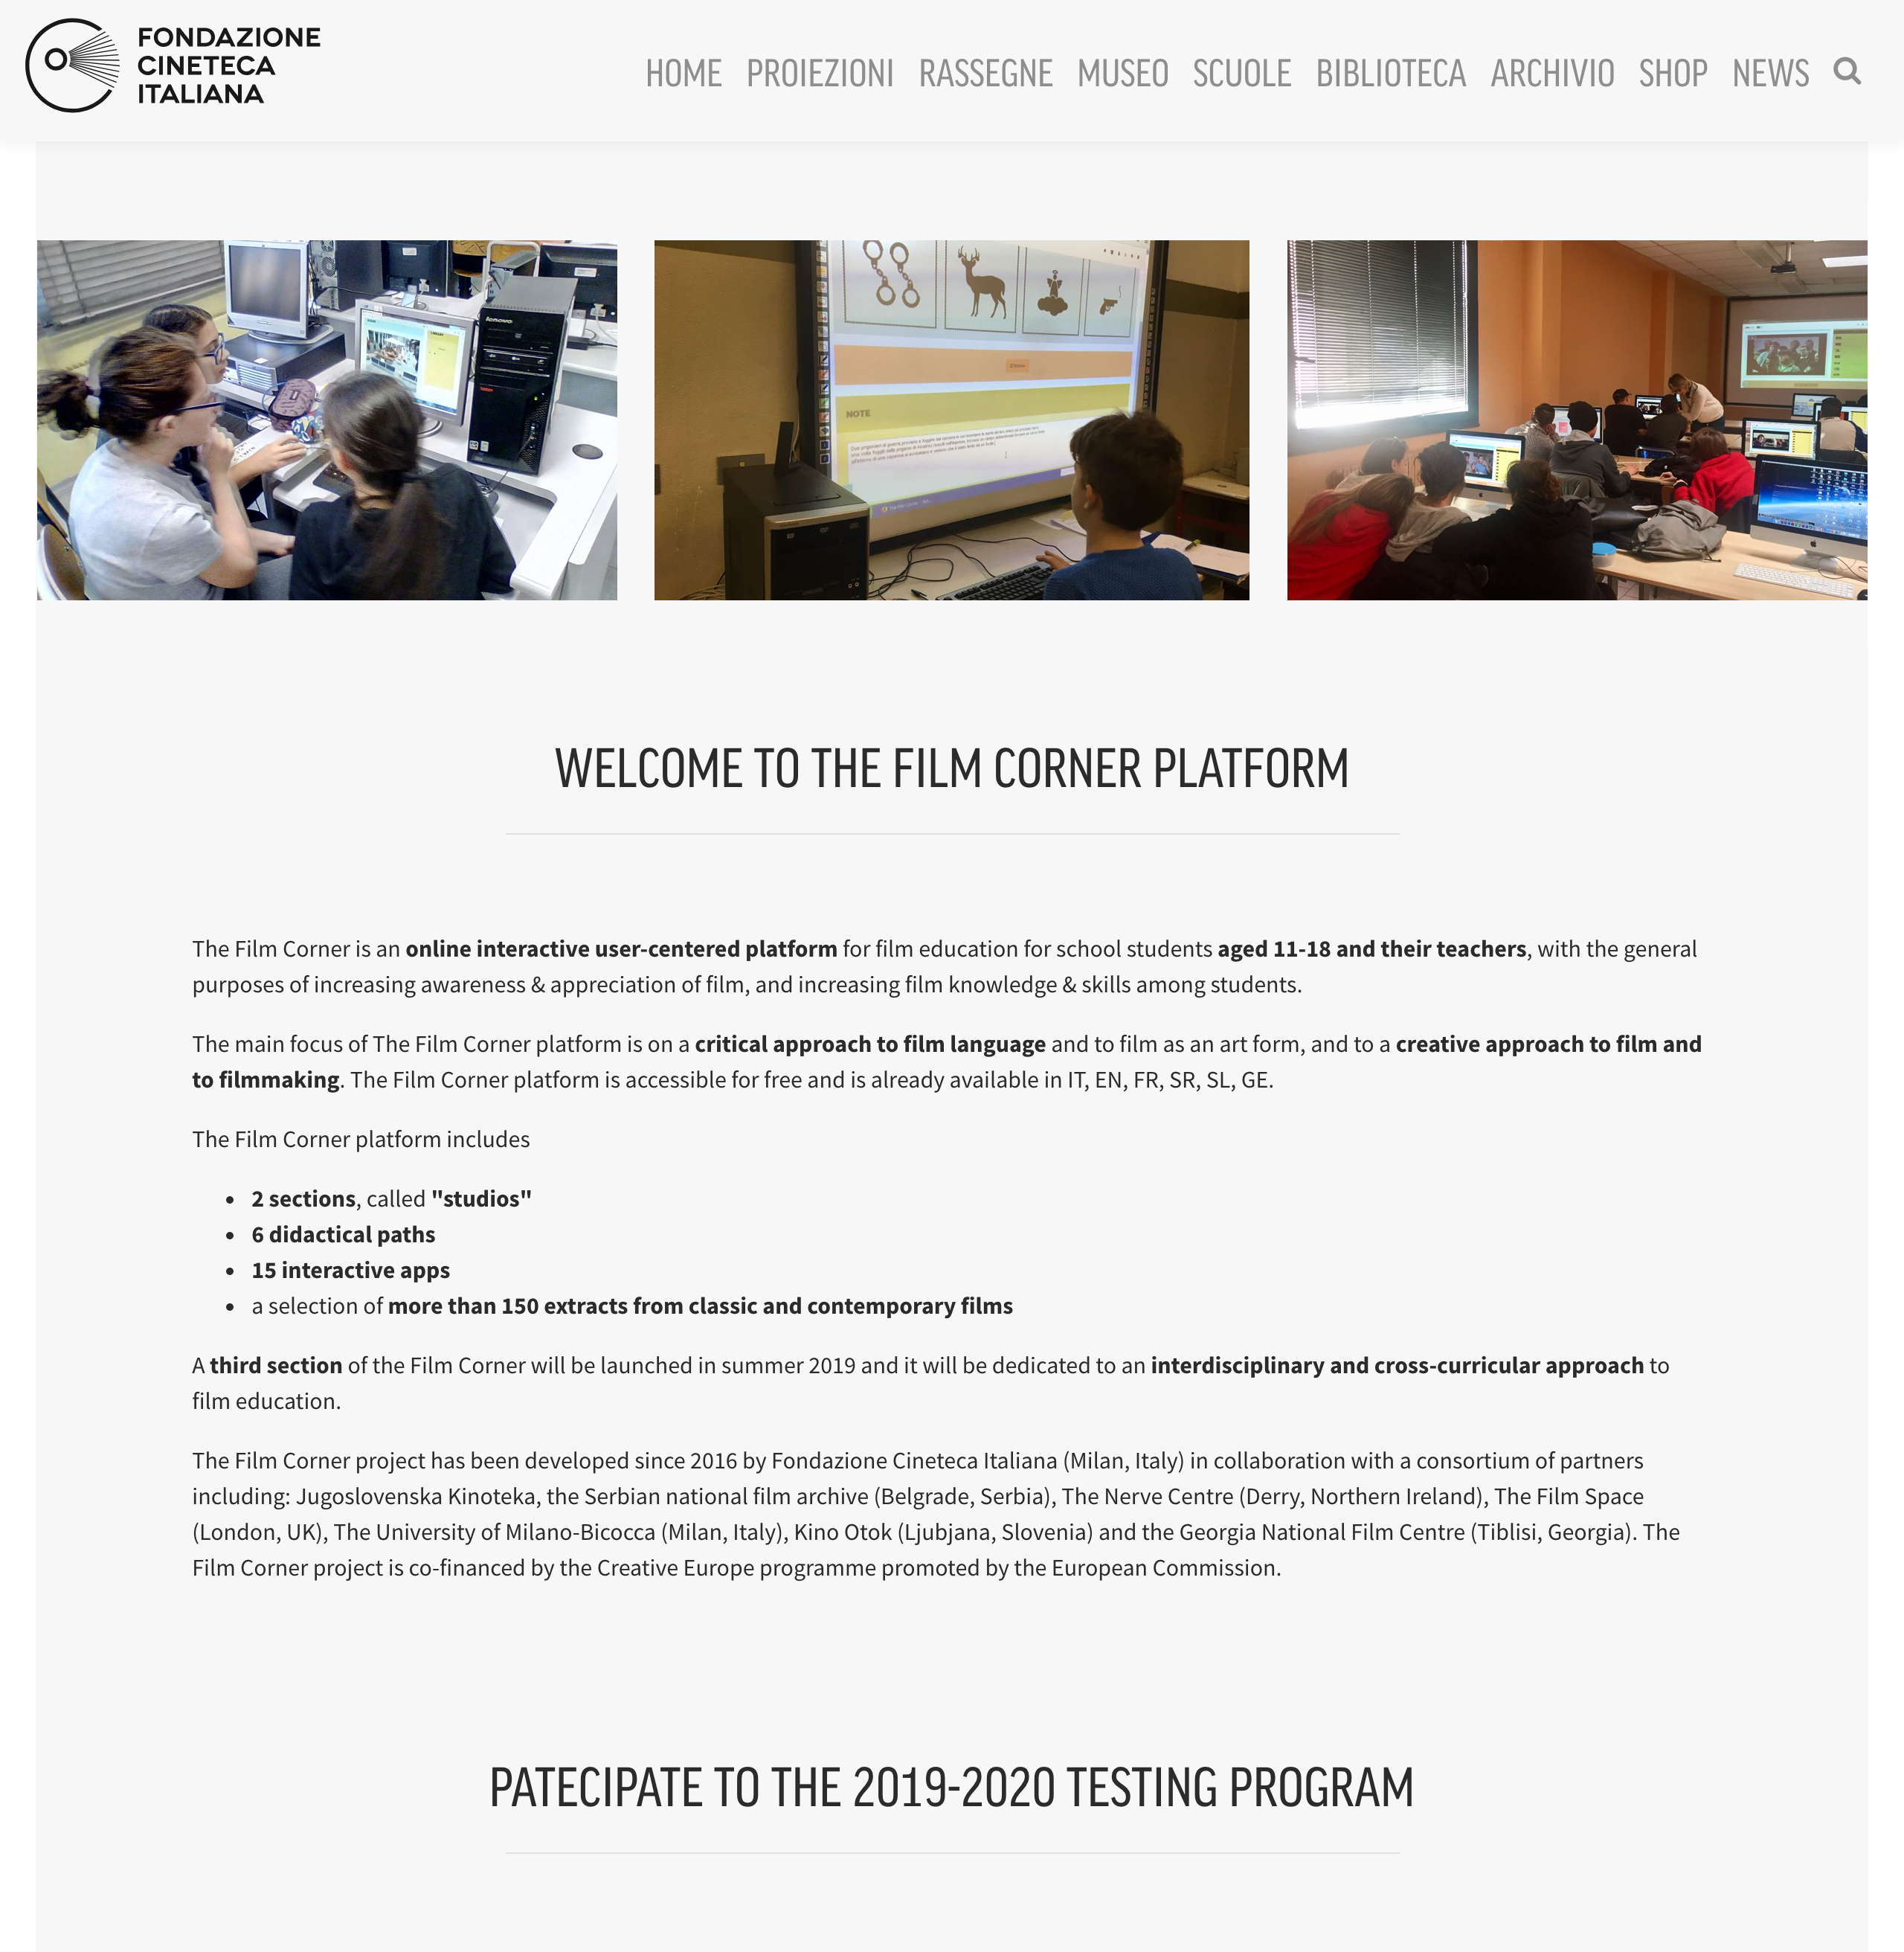 FONDAZIONE
CINETECA
ITALIANA
HOME PROIEZIONI RASSEGNE MUSEO SCUOLE BIBLIOTECA ARCHIVIO SHOP NEWS
lenovo
NOTE
WELCOME TO THE FILM CORNER PLATFORM
The Film Corner is an online interactive user-centered platform for film education for school students aged 11-18 and their teachers, with the general
purposes of increasing awareness & appreciation of film, and increasing film knowledge & skills among students.
The main focus of The Film Corner platform is on a critical approach to film language and to film as an art form, and to a creative approach to film and
to filmmaking. The Film Corner platform is accessible for free and is already available in IT, EN, FR, SR, SL, GE.
The Film Corner platform includes
• 2 sections, called "studios"
• 6 didactical paths
• 15 interactive apps
• a selection of more than 150 extracts from classic and contemporary films
A third section of the Film Corner will be launched in summer 2019 and it will be dedicated to an interdisciplinary and cross-curricular approach to
film education.
The Film Corner project has been developed since 2016 by Fondazione Cineteca Italiana (Milan, Italy) in collaboration with a consortium of partners
including: Jugoslovenska Kinoteka, the Serbian national film archive (Belgrade, Serbia), The Nerve Centre (Derry, Northern Ireland), The Film Space
(London, UK), The University of Milano-Bicocca (Milan, Italy), Kino Otok (Ljubjana, Slovenia) and the Georgia National Film Centre (Tiblisi, Georgia). The
Film Corner project is co-financed by the Creative Europe programme promoted by the European Commission.
PATECIPATE TO THE 2019-2020 TESTING PROGRAM